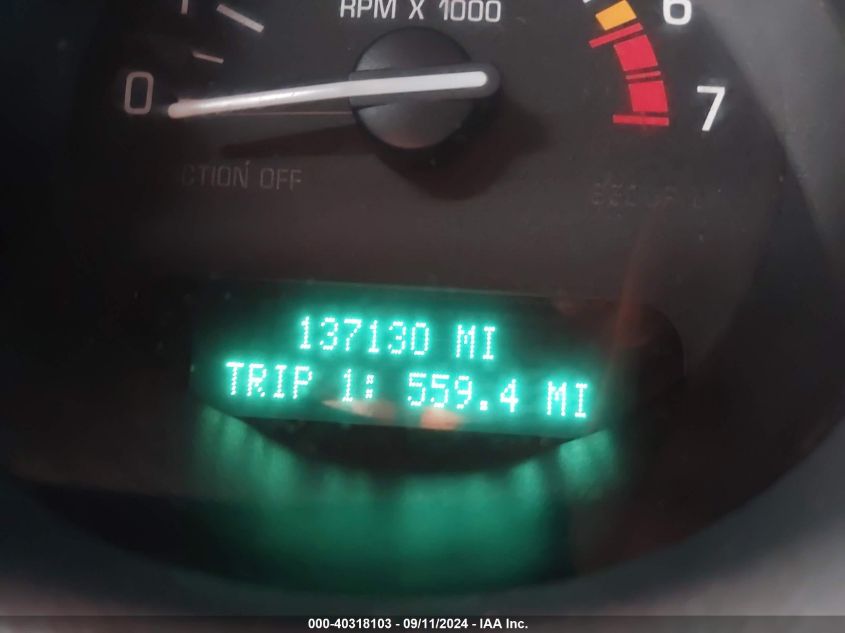 RPM X 1000
6
0
7
CTION OFF
137130 MI
TRIP 1: 559.4 MI
000-40318103 - 09/11/2024 - IAA Inc.